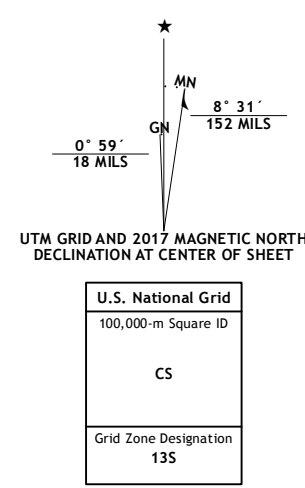 MN
8° 31´
152 MILS
GN
0° 59´
18 MILS
UTM GRID AND 2017 MAGNETIC NORTH
DECLINATION AT CENTER OF SHEET
U.S. National Grid
100,000-m Square ID
CS
Grid Zone Designation
13S